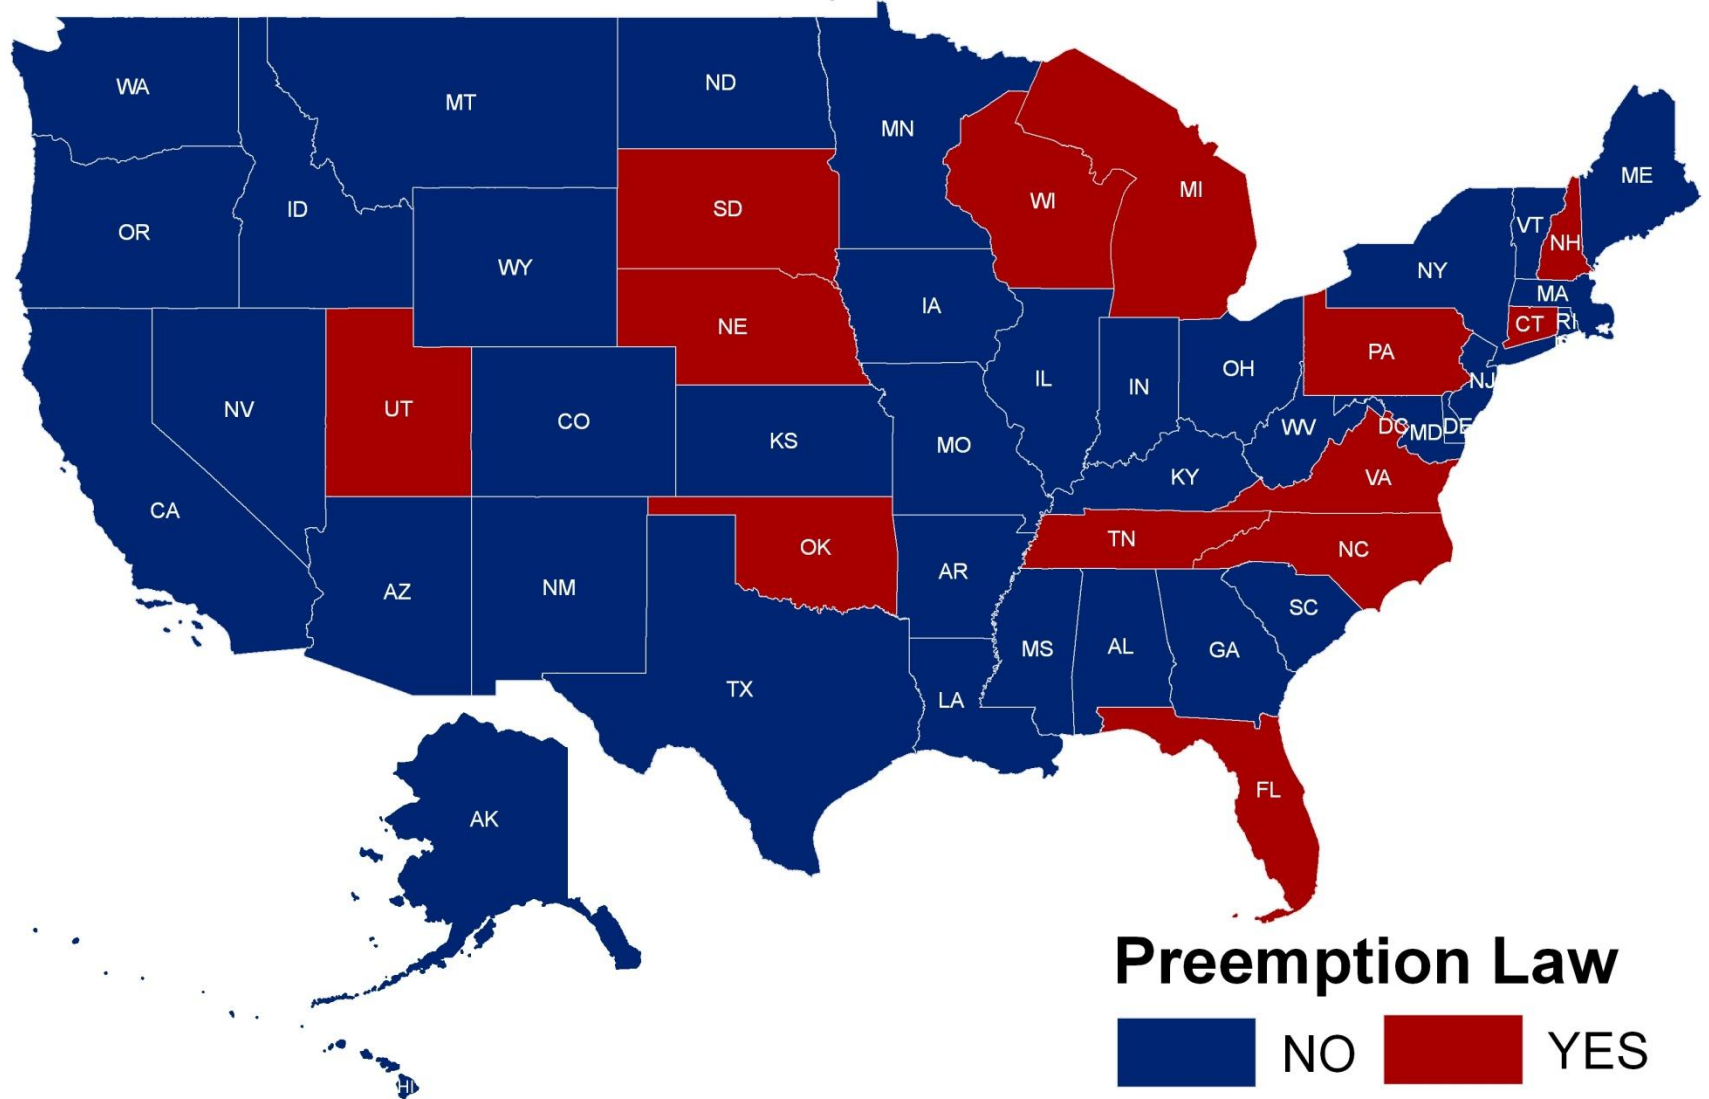 WA
MT
ND
MN
ME
ID
OR
SD
WI
MI
VT
NH
WY
NY
MA
IA
NE
CT
RI
PA
OH
IL
IN
NJ
NV
UT
CO
KS
MO
WV
DC
MD
DE
KY
VA
CA
TN
NC
OK
AR
AZ
NM
SC
MS
AL
GA
TX
LA
FL
AK
HI
Preemption Law
NO
YES